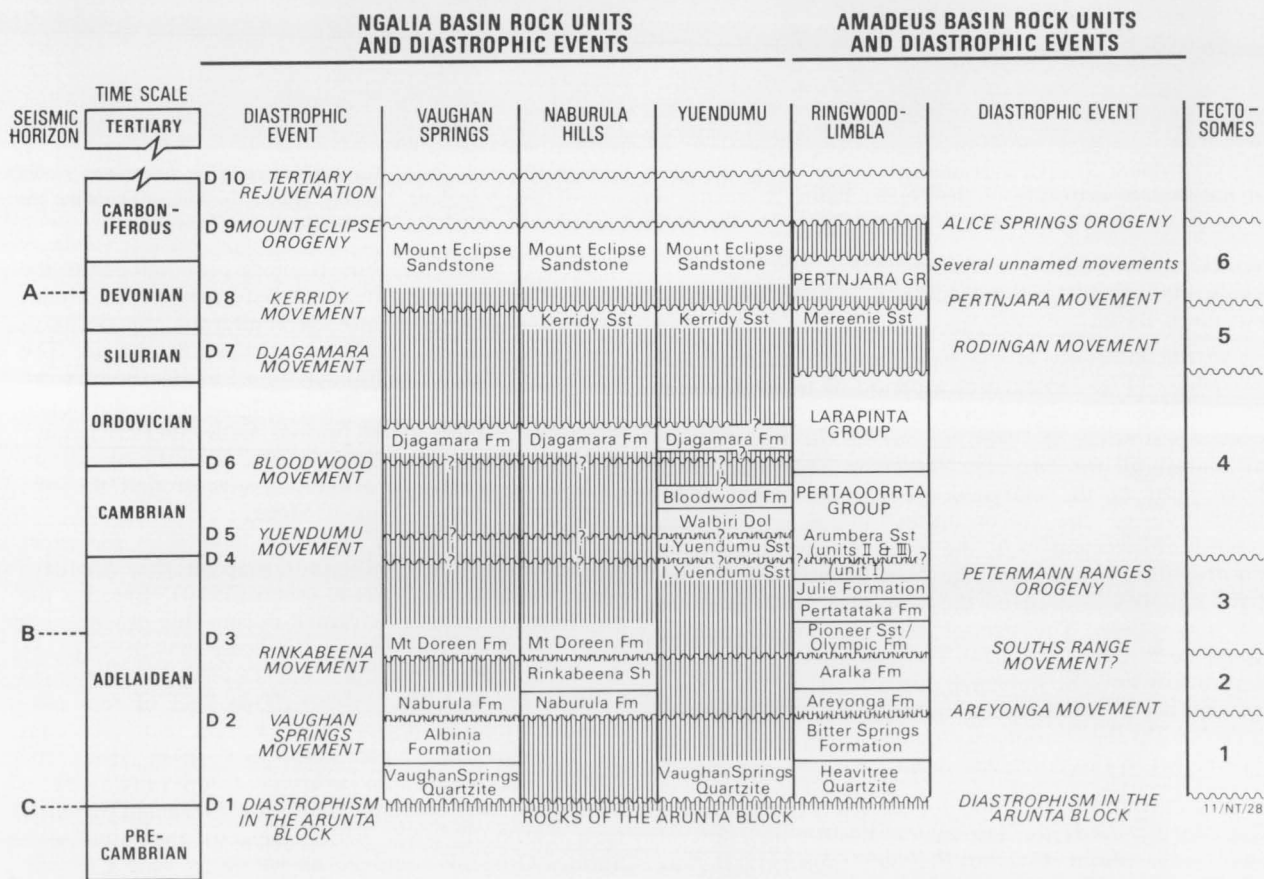 NGALIA BASIN ROCK UNITS
AND DIASTROPHIC EVENTS
AMADEUS BASIN ROCK UNITS
AND DIASTROPHIC EVENTS
SEISMIC
HORIZON
TIME SCALE
DIASTROPHIC
EVENT
VAUGHAN
SPRINGS
NABURULA
HILLS
YUENDUMU
RINGWOOD-
LIMBLA
DIASTROPHIC EVENT
TECTO-
SOMES
TERTIARY
CARBON-
IFEROUS
DEVONIAN
SILURIAN
ORDOVICIAN
CAMBRIAN
ADELAIDEAN
PRE-
CAMBRIAN
A
B
C
D 10 TERTIARY
REJUVENATION
D 9 MOUNT ECLIPSE
OROGENY
D 8 KERRIDY
MOVEMENT
D 7 DJAGAMARA
MOVEMENT
D 6 BLOODWOOD
MOVEMENT
D 5 YUENDUMU
MOVEMENT
D 4
D 3 RINKABEENA
MOVEMENT
D 2 VAUGHAN
SPRINGS
MOVEMENT
D 1 DIASTROPHISM
IN THE ARUNTA
BLOCK
Mount Eclipse
Sandstone
Djagamara Fm
?
?
?
Mt Doreen Fm
Naburula Fm
Albinia
Formation
Vaughan Springs
Quartzite
Mount Eclipse
Sandstone
Kerridy Sst
Djagamara Fm
?
?
?
Mt Doreen Fm
Rinkabeena Sh
Naburula Fm
Mount Eclipse
Sandstone
Kerridy Sst
?
Djagamara Fm
?
?
?
Bloodwood Fm
Walbiri Dol
?
u.Yuendumu Sst
?
l.Yuendumu Sst
Vaughan Springs
Quartzite
ROCKS OF THE ARUNTA BLOCK
PERTNJARA GR
Mereenie Sst
LARAPINTA
GROUP
PERTAOORRTA
GROUP
Arumbera Sst
(units II & III)
? ?
(unit I)
Julie Formation
Pertatataka Fm
Pioneer Sst/
Olympic Fm
Aralka Fm
Areyonga Fm
Bitter Springs
Formation
Heavitree
Quartzite
ALICE SPRINGS OROGENY
Several unnamed movements
PERTNJARA MOVEMENT
RODINGAN MOVEMENT
PETERMANN RANGES
OROGENY
SOUTHS RANGE
MOVEMENT?
AREYONGA MOVEMENT
DIASTROPHISM IN THE
ARUNTA BLOCK
6
5
4
3
2
1
11/NT/28